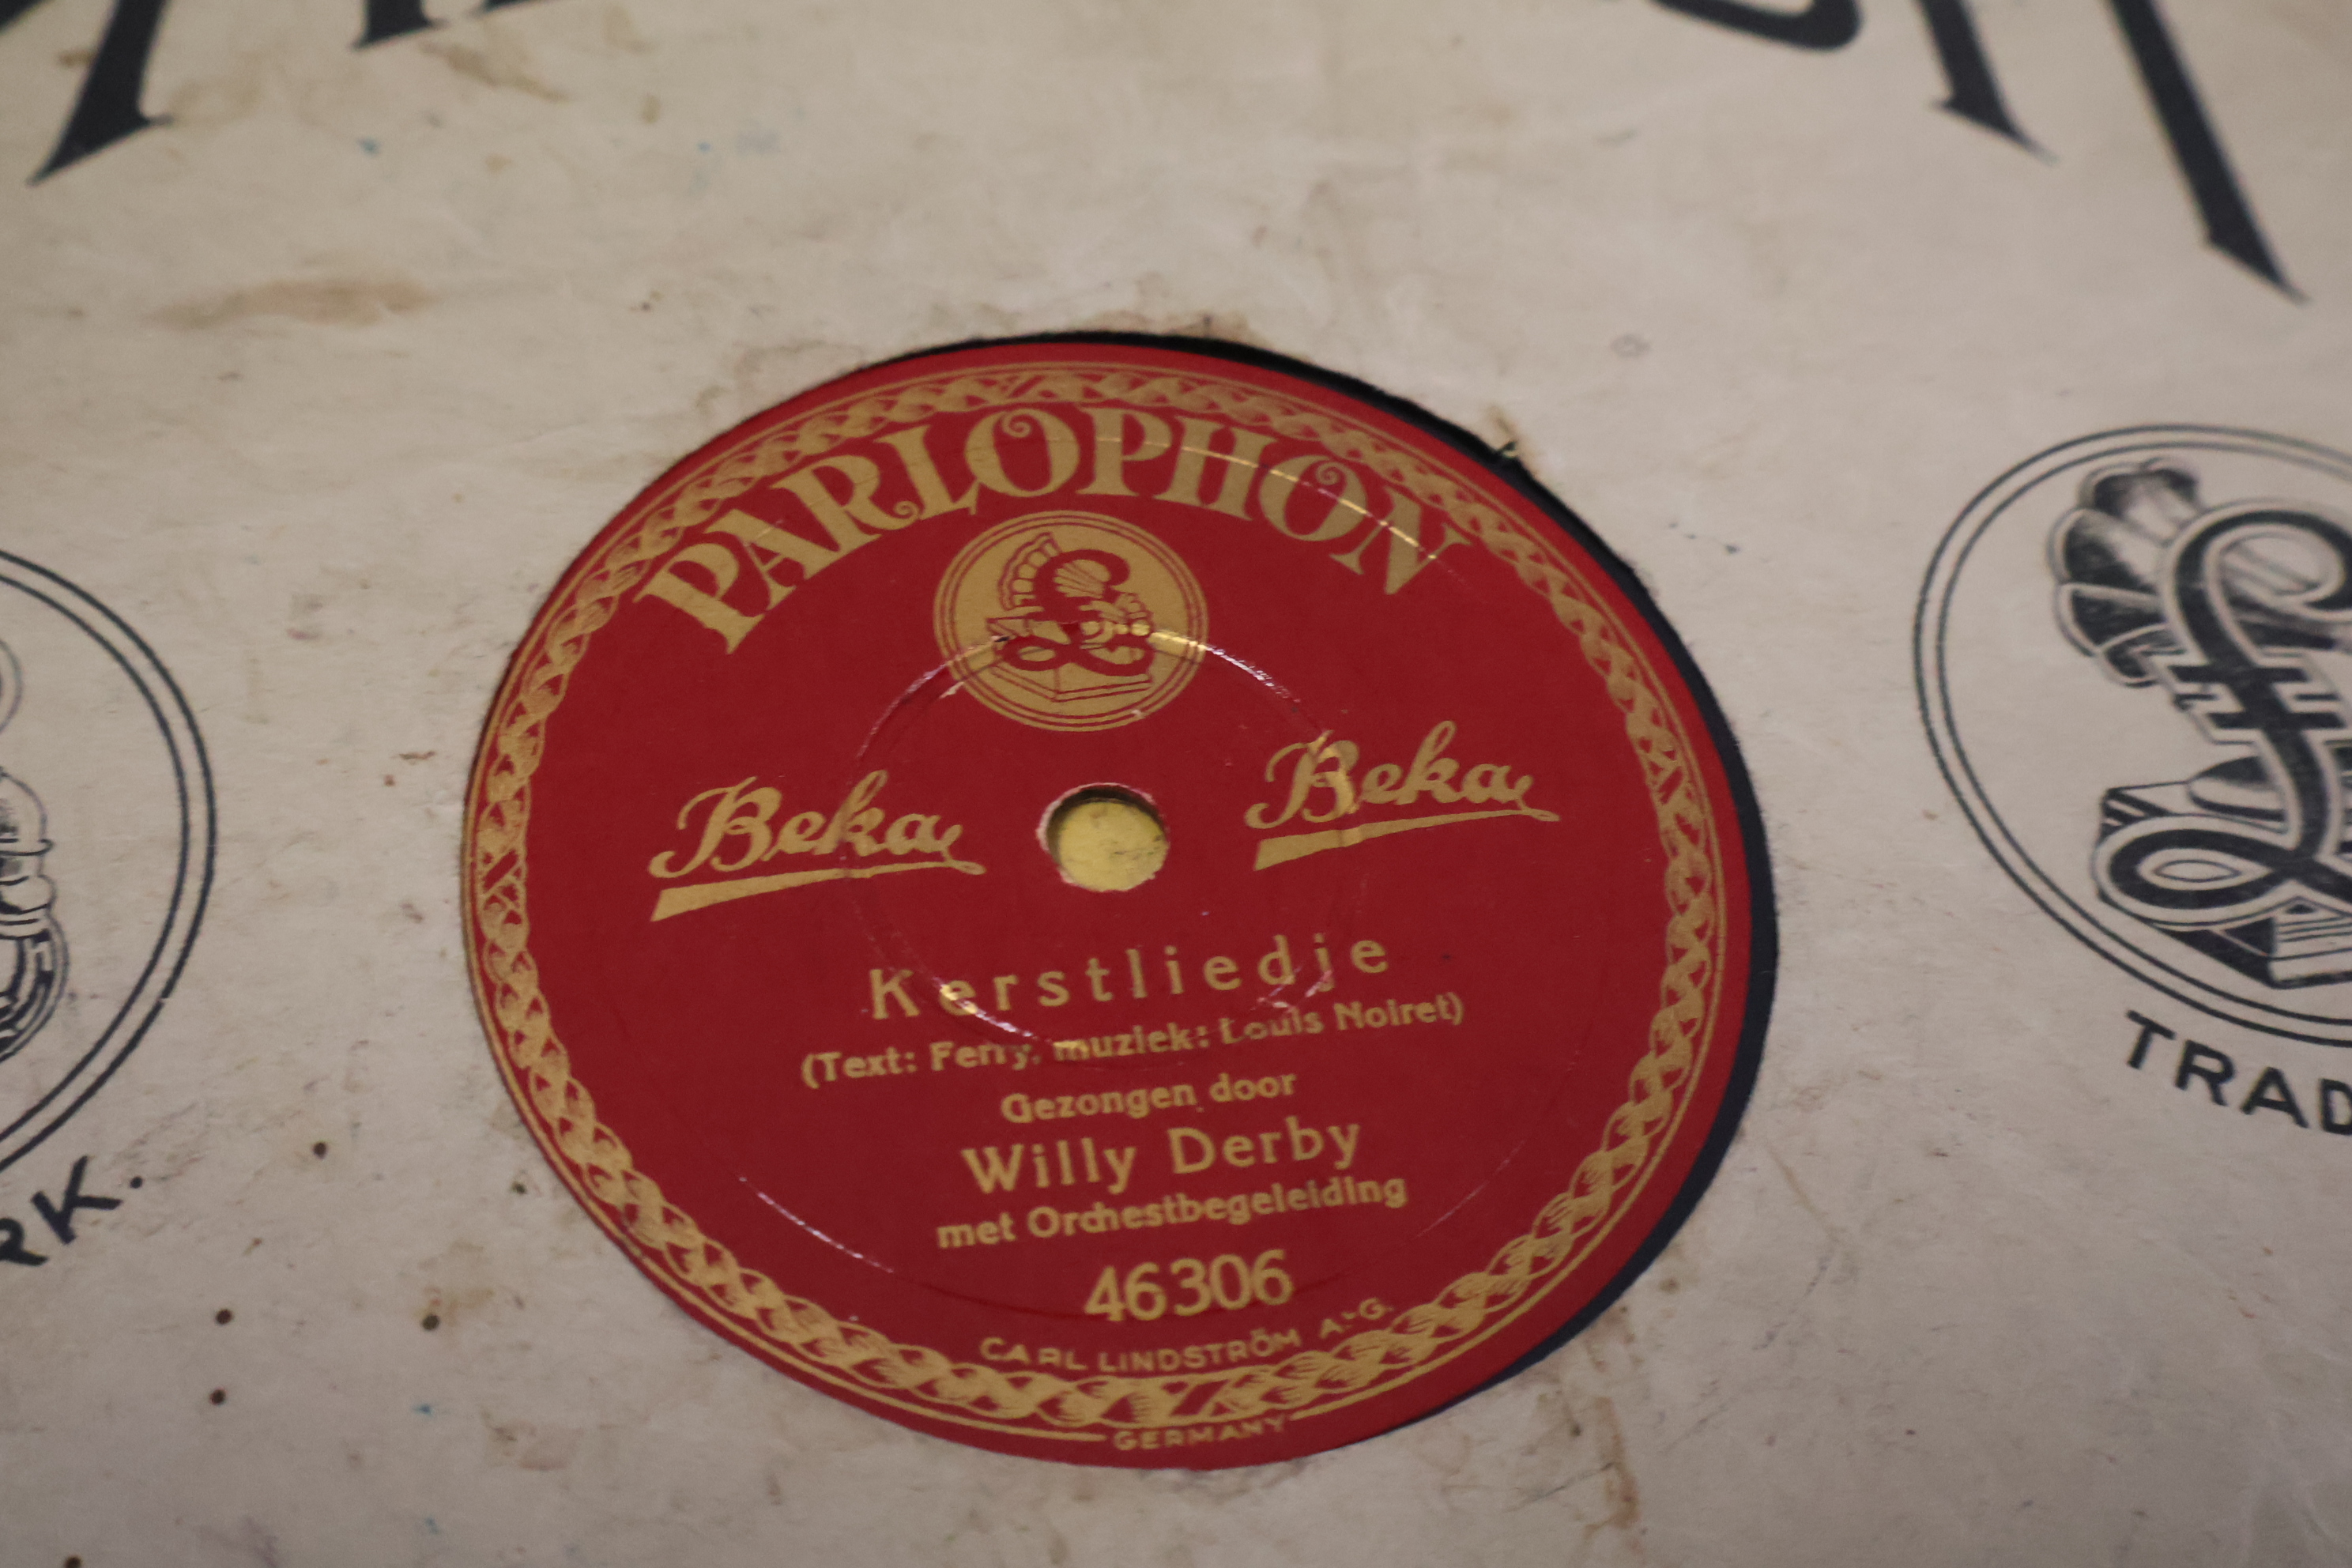 PARLOPHON
Beka
Beka
Kerstliedje
(Text: Ferry, muziek: Louis Noiret)
Gezongen door
Willy Derby
met Orchestbegeleiding
46306
CARL LINDSTRÖM A.-G.
GERMANY
TRAD
RK.